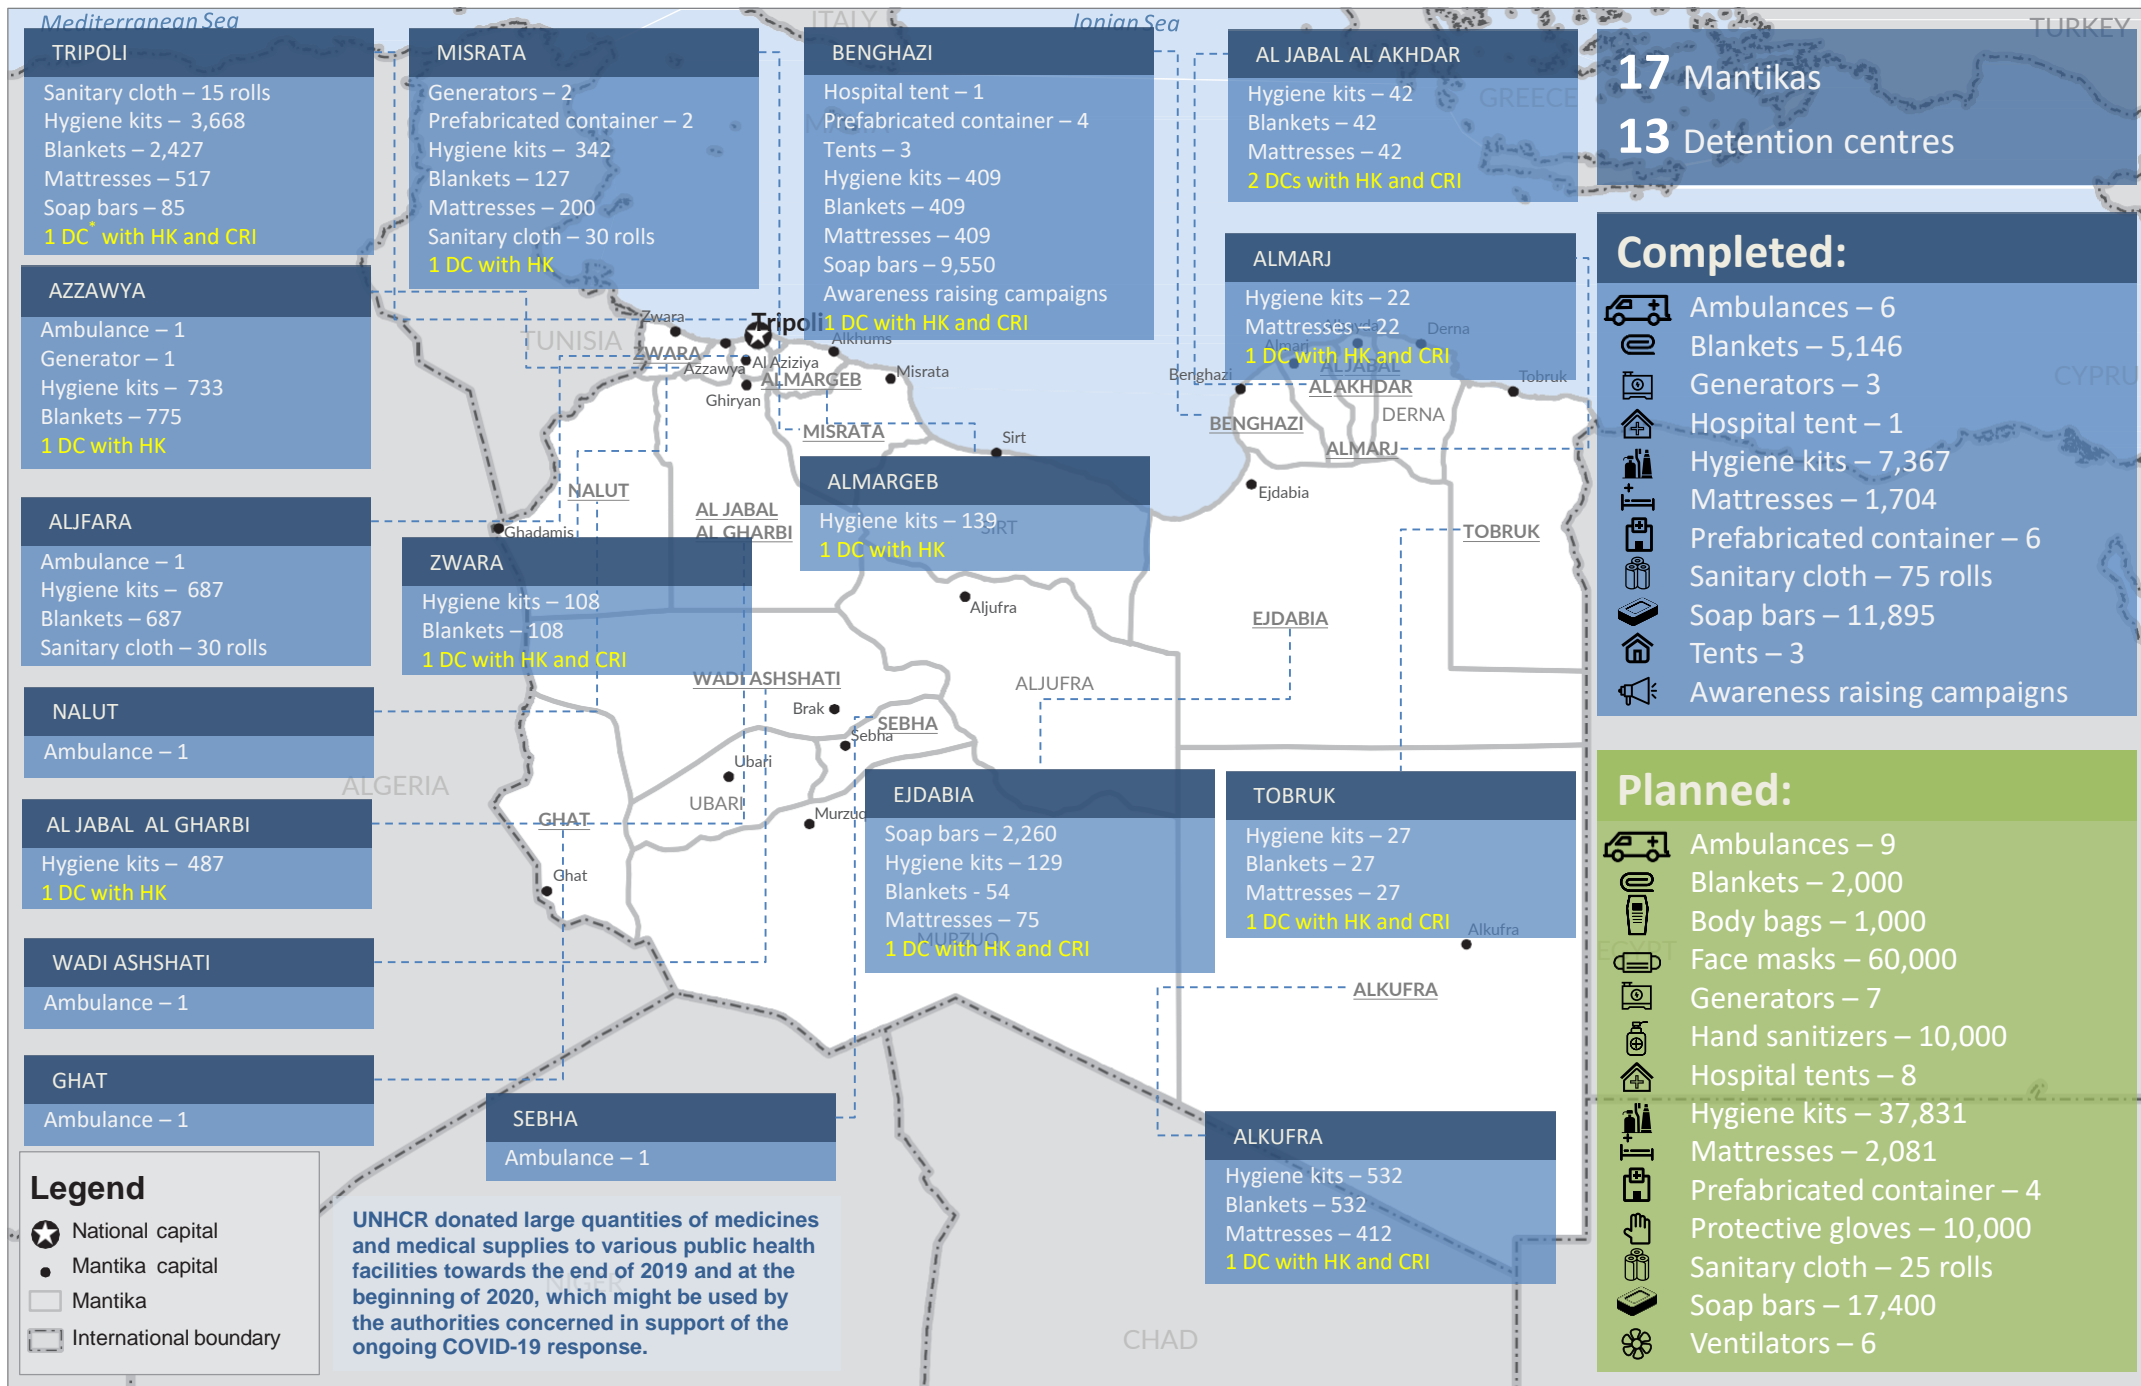 Mediterranean Sea
ITALY
Ionian Sea
TURKEY
GREECE
CYPRU
TUNISIA
ALGERIA
NIGER
CHAD
EGYPT
TRIPOLI
Sanitary cloth – 15 rolls
Hygiene kits – 3,668
Blankets – 2,427
Mattresses – 517
Soap bars – 85
1 DC* with HK and CRI
MISRATA
Generators – 2
Prefabricated container – 2
Hygiene kits – 342
Blankets – 127
Mattresses – 200
Sanitary cloth – 30 rolls
1 DC with HK
BENGHAZI
Hospital tent – 1
Prefabricated container – 4
Tents – 3
Hygiene kits – 409
Blankets – 409
Mattresses – 409
Soap bars – 9,550
Awareness raising campaigns
1 DC with HK and CRI
AL JABAL AL AKHDAR
Hygiene kits – 42
Blankets – 42
Mattresses – 42
2 DCs with HK and CRI
ALMARJ
Hygiene kits – 22
Mattresses – 22
1 DC with HK and CRI
AZZAWYA
Ambulance – 1
Generator – 1
Hygiene kits – 733
Blankets – 775
1 DC with HK
ALJFARA
Ambulance – 1
Hygiene kits – 687
Blankets – 687
Sanitary cloth – 30 rolls
NALUT
Ambulance – 1
AL JABAL AL GHARBI
Hygiene kits – 487
1 DC with HK
WADI ASHSHATI
Ambulance – 1
GHAT
Ambulance – 1
SEBHA
Ambulance – 1
ZWARA
Hygiene kits – 108
Blankets – 108
1 DC with HK and CRI
ALMARGEB
Hygiene kits – 139
1 DC with HK
EJDABIA
Soap bars – 2,260
Hygiene kits – 129
Blankets - 54
Mattresses – 75
1 DC with HK and CRI
TOBRUK
Hygiene kits – 27
Blankets – 27
Mattresses – 27
1 DC with HK and CRI
ALKUFRA
Hygiene kits – 532
Blankets – 532
Mattresses – 412
1 DC with HK and CRI
Zwara
Tripoli
Azzawya
Al Aziziya
Alkhums
Ghiryan
Misrata
Sirt
Benghazi
Almarj
Derna
Tobruk
Ejdabia
Ghadamis
Aljufra
Brak
Sebha
Ubari
Murzuq
Ghat
Alkufra
ZWARA
ALMARGEB
MISRATA
NALUT
AL JABAL
AL GHARBI
SIRT
BENGHAZI
ALJABAL
ALAKHDAR
DERNA
ALMARJ
TOBRUK
EJDABIA
ALJUFRA
WADI ASHSHATI
SEBHA
UBARI
GHAT
MURZUQ
ALKUFRA
17 Mantikas
13 Detention centres
Completed:
Ambulances – 6
Blankets – 5,146
Generators – 3
Hospital tent – 1
Hygiene kits – 7,367
Mattresses – 1,704
Prefabricated container – 6
Sanitary cloth – 75 rolls
Soap bars – 11,895
Tents – 3
Awareness raising campaigns
Planned:
Ambulances – 9
Blankets – 2,000
Body bags – 1,000
Face masks – 60,000
Generators – 7
Hand sanitizers – 10,000
Hospital tents – 8
Hygiene kits – 37,831
Mattresses – 2,081
Prefabricated container – 4
Protective gloves – 10,000
Sanitary cloth – 25 rolls
Soap bars – 17,400
Ventilators – 6
Legend
National capital
Mantika capital
Mantika
International boundary
UNHCR donated large quantities of medicines
and medical supplies to various public health
facilities towards the end of 2019 and at the
beginning of 2020, which might be used by
the authorities concerned in support of the
ongoing COVID-19 response.